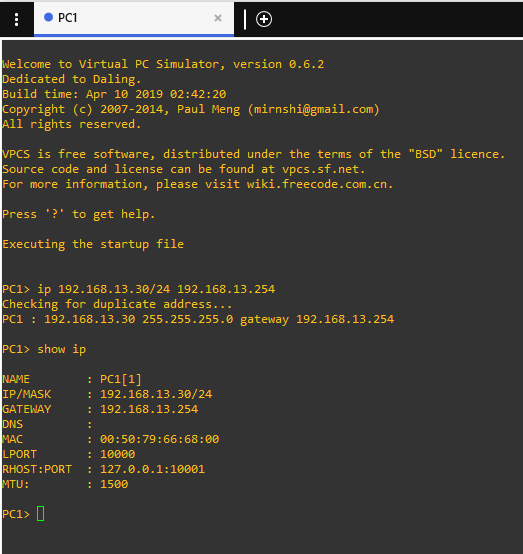 PC1
Welcome to Virtual PC Simulator, version 0.6.2
Dedicated to Daling.
Build time: Apr 10 2019 02:42:20
Copyright (c) 2007-2014, Paul Meng (mirnshi@gmail.com)
All rights reserved.
VPCS is free software, distributed under the terms of the "BSD" licence.
Source code and license can be found at vpcs.sf.net.
For more information, please visit wiki.freecode.com.cn.
Press '?' to get help.
Executing the startup file
PC1> ip 192.168.13.30/24 192.168.13.254
Checking for duplicate address...
PC1 : 192.168.13.30 255.255.255.0 gateway 192.168.13.254
PC1> show ip
NAME        : PC1[1]
IP/MASK     : 192.168.13.30/24
GATEWAY     : 192.168.13.254
DNS         :
MAC         : 00:50:79:66:68:00
LPORT       : 10000
RHOST:PORT  : 127.0.0.1:10001
MTU:        : 1500
PC1>